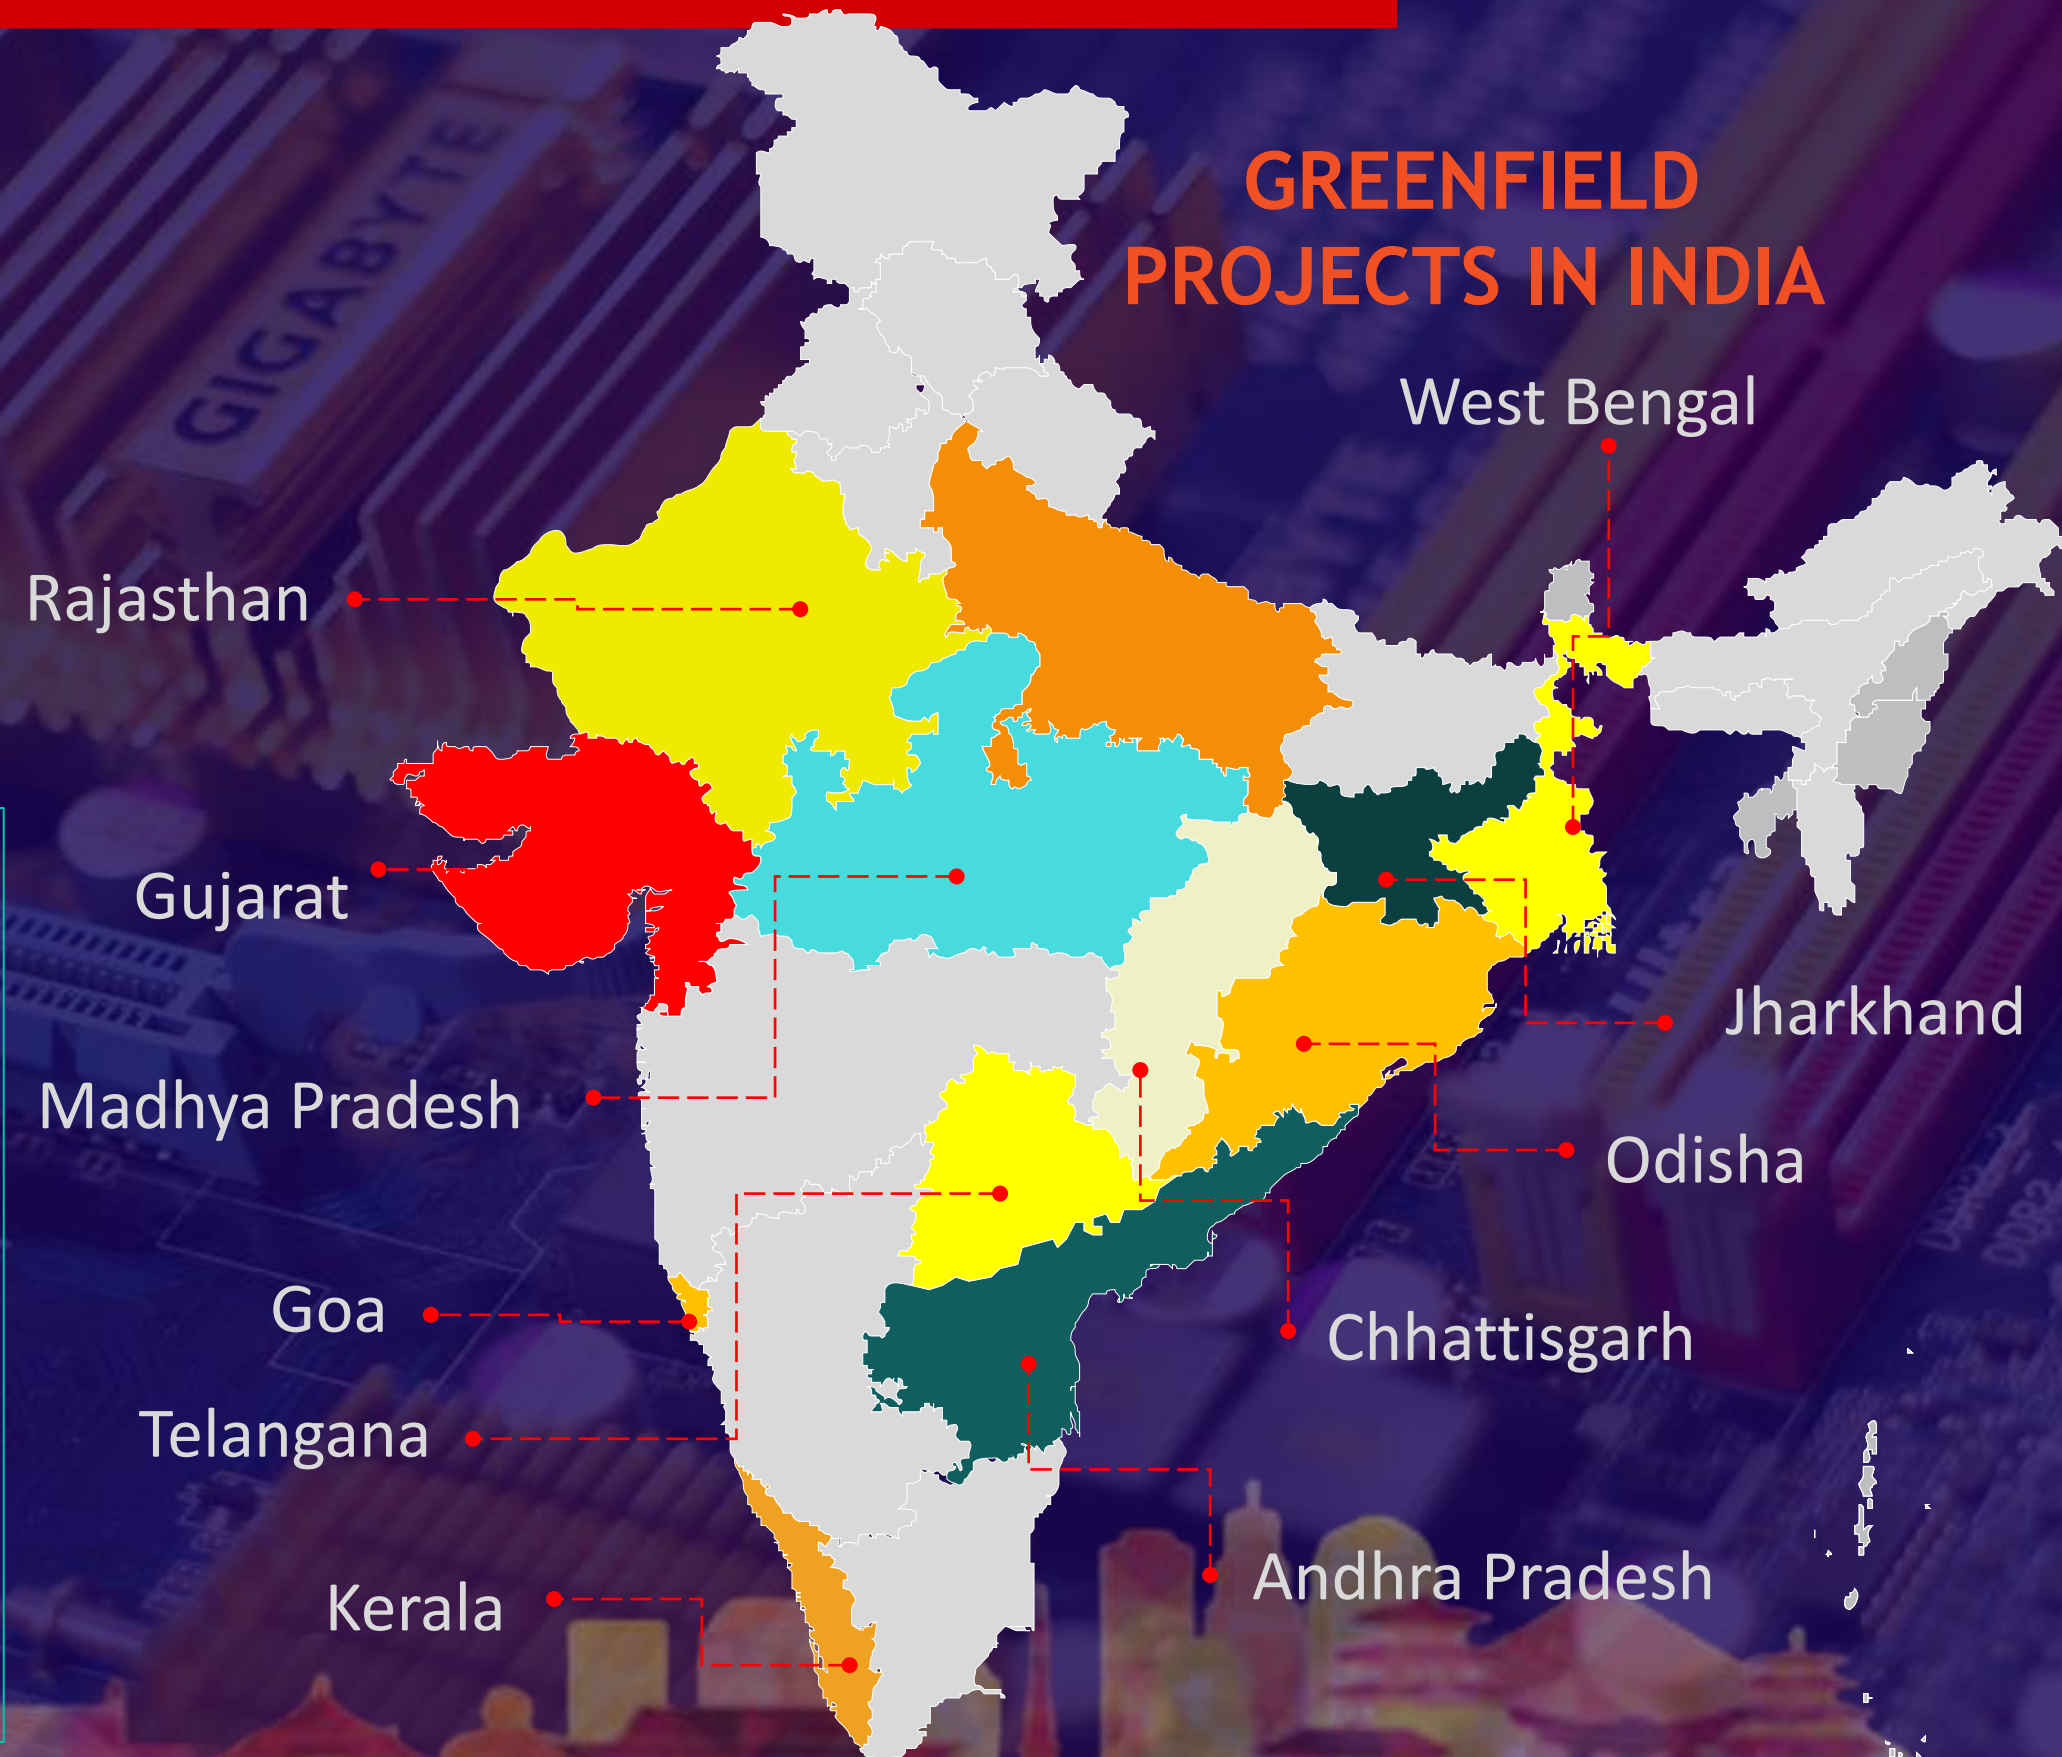 GIGABYTE
GREENFIELD
PROJECTS IN INDIA
West Bengal
Rajasthan
Gujarat
Jharkhand
Madhya Pradesh
Odisha
Goa
Chhattisgarh
Telangana
Andhra Pradesh
Kerala